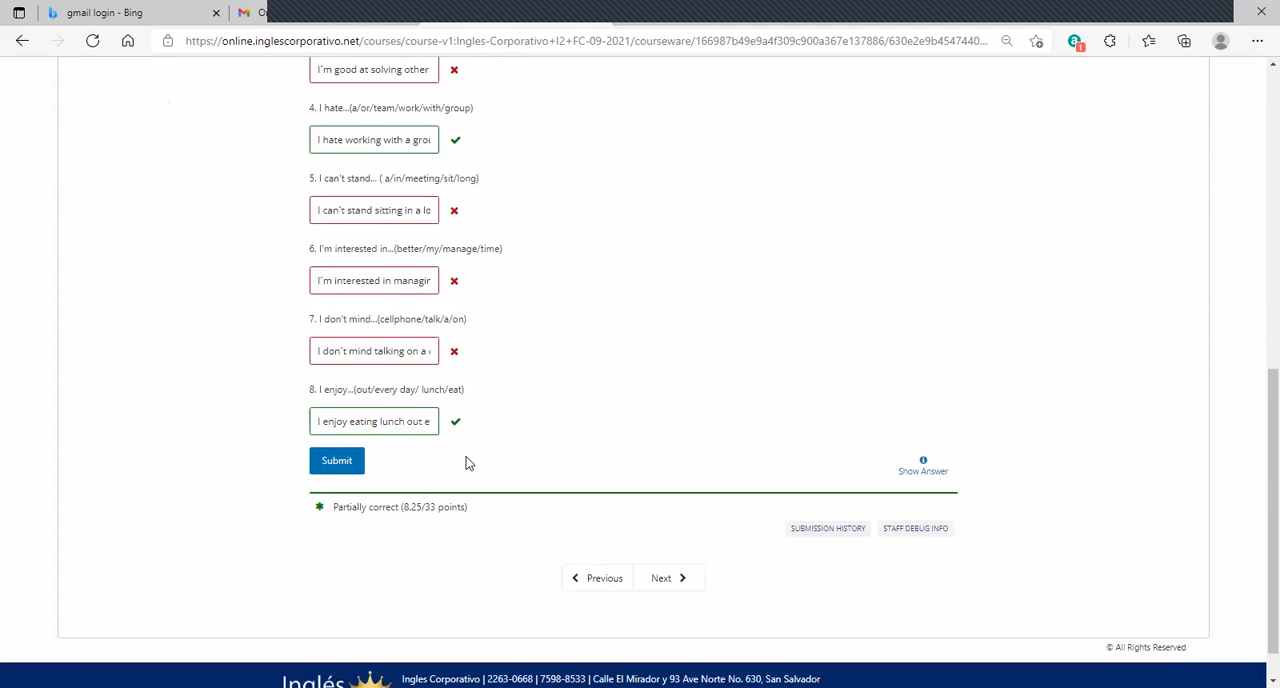 gmail login - Bing
https://online.inglescorporativo.net/courses/course-v1:Ingles-Corporativo+I2+FC-09-2021/courseware/166987b49e9a4f309c900a367e137886/630e2e9b4547440...
1
I'm good at solving other
4. I hate...(a/or/team/work/with/group)
I hate working with a grou
5. I can't stand... ( a/in/meeting/sit/long)
I can´t stand sitting in a lo
6. I'm interested in...(better/my/manage/time)
I´m interested in managin
7. I don't mind...(cellphone/talk/a/on)
I don´t mind talking on a
8. I enjoy...(out/every day/ lunch/eat)
I enjoy eating lunch out e
Submit
Show Answer
Partially correct (8.25/33 points)
SUBMISSION HISTORY STAFF DEBUG INFO
Previous Next
© All Rights Reserved
Inglés
Ingles Corporativo | 2263-0668 | 7598-8533 | Calle El Mirador y 93 Ave Norte No. 630, San Salvador